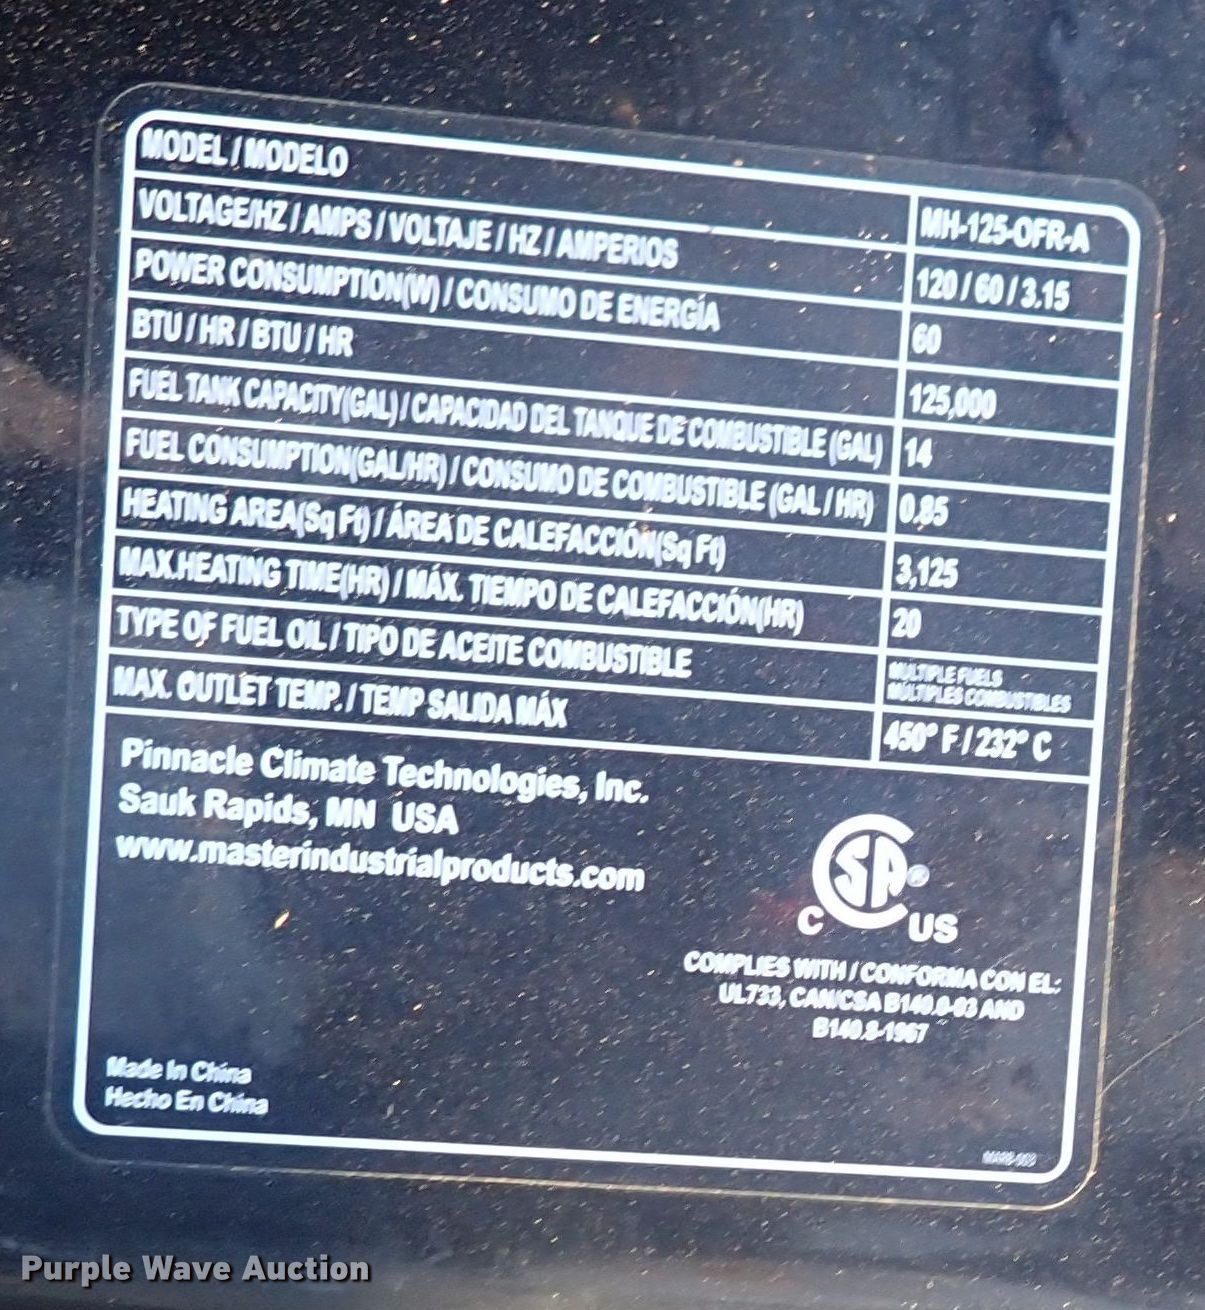 MODEL / MODELO MH-125-OFR-A
VOLTAGE/HZ / AMPS / VOLTAJE / HZ / AMPERIOS 120 / 60 / 3.15
POWER CONSUMPTION(W) / CONSUMO DE ENERGÍA 60
BTU / HR / BTU / HR 125,000
FUEL TANK CAPACITY(GAL) / CAPACIDAD DEL TANQUE DE COMBUSTIBLE (GAL) 14
FUEL CONSUMPTION(GAL/HR) / CONSUMO DE COMBUSTIBLE (GAL / HR) 0.85
HEATING AREA(Sq Ft) / ÁREA DE CALEFACCIÓN(Sq Ft) 3,125
MAX.HEATING TIME(HR) / MÁX. TIEMPO DE CALEFACCIÓN(HR) 20
TYPE OF FUEL OIL / TIPO DE ACEITE COMBUSTIBLE MULTIPLE FUELS
MÚLTIPLES COMBUSTIBLES
MAX. OUTLET TEMP. / TEMP SALIDA MÁX 450° F / 232° C
Pinnacle Climate Technologies, Inc.
Sauk Rapids, MN USA
www.masterindustrialproducts.com
CSA®
C US
COMPLIES WITH / CONFORMA CON EL:
UL733, CAN/CSA B140.0-03 AND
B140.8-1967
Made In China
Hecho En China
Purple Wave Auction